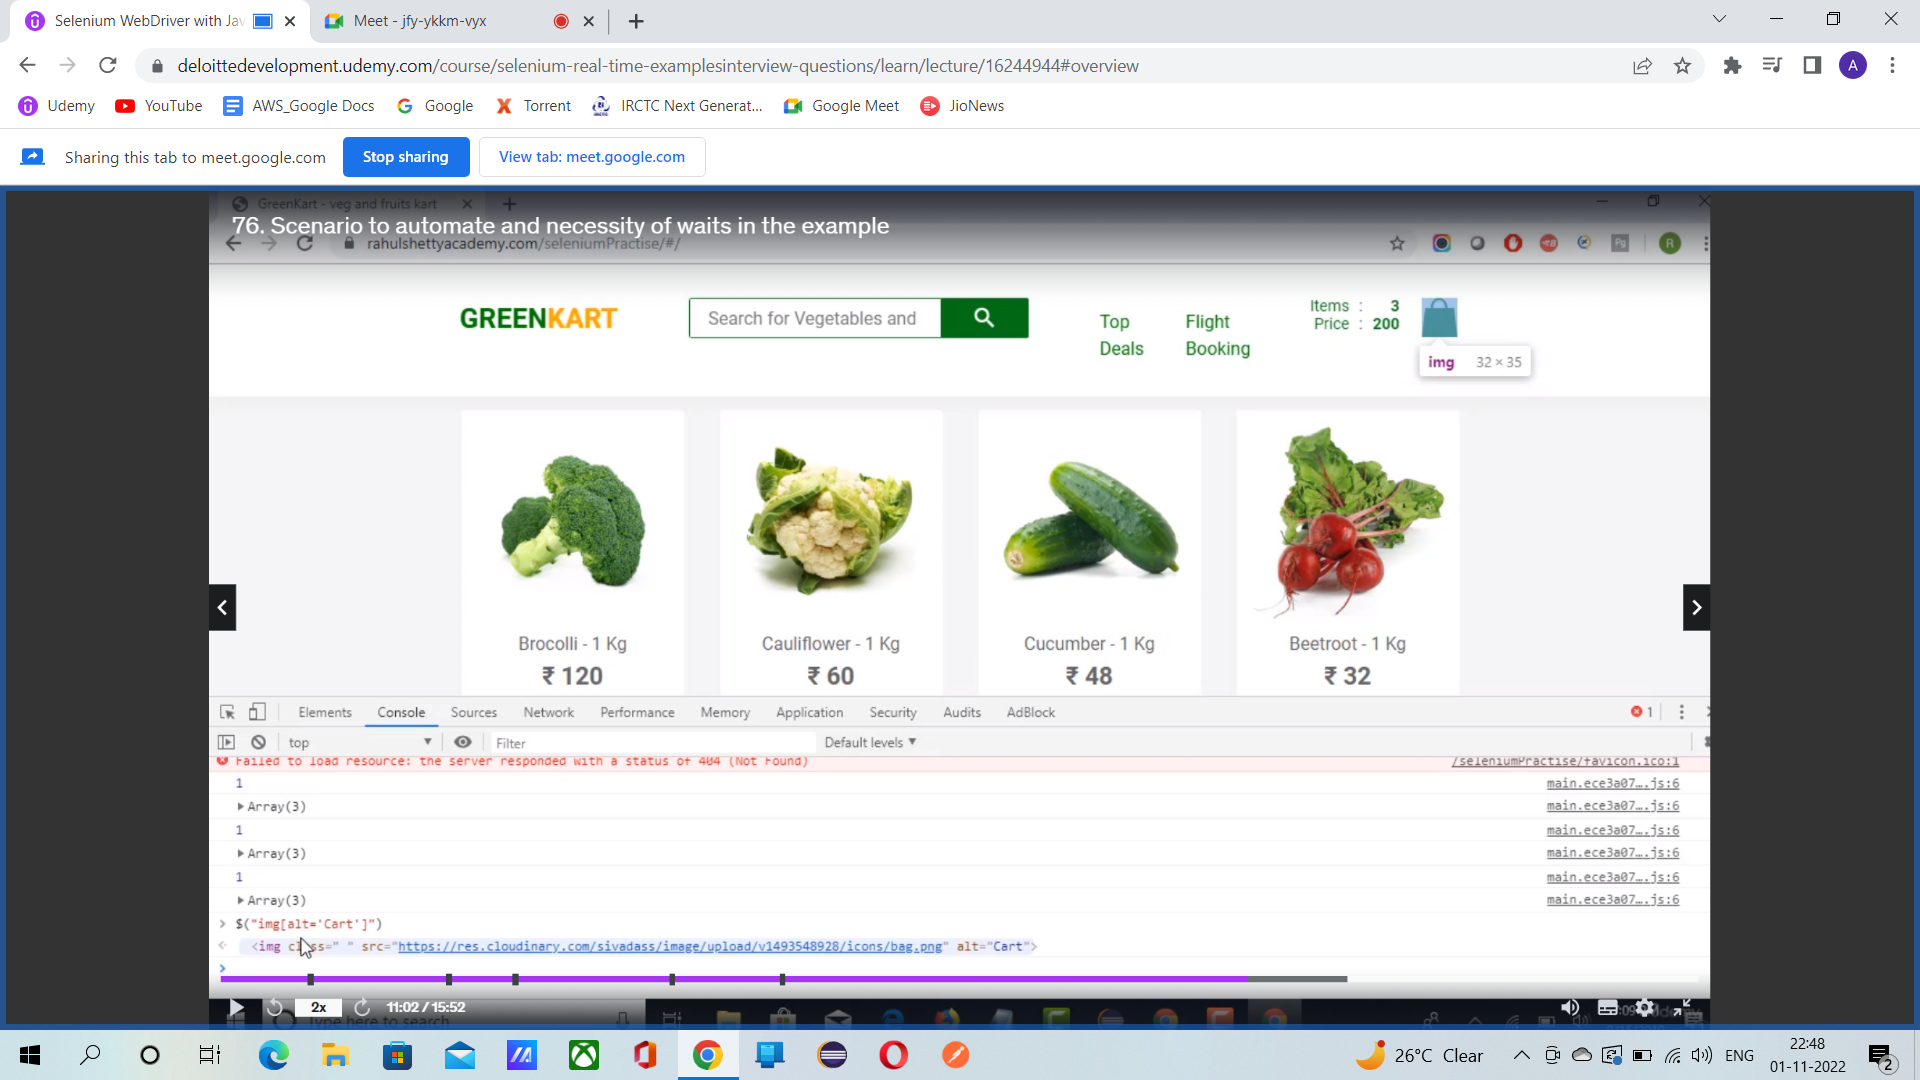 Selenium WebDriver with Jav
Meet - jfy-ykkm-vyx
deloittedevelopment.udemy.com/course/selenium-real-time-examplesinterview-questions/learn/lecture/16244944#overview
A
Udemy
YouTube
AWS_Google Docs
Google
Torrent
IRCTC Next Generat...
Google Meet
JioNews
Sharing this tab to meet.google.com
Stop sharing
View tab: meet.google.com
GreenKart - veg and fruits kart
76. Scenario to automate and necessity of waits in the example
rahulshettyacademy.com/seleniumPractise/#/
R
GREENKART
Search for Vegetables and
Top Deals
Flight Booking
Items : 3
Price : 200
img 32 × 35
Brocolli - 1 Kg
₹ 120
Cauliflower - 1 Kg
₹ 60
Cucumber - 1 Kg
₹ 48
Beetroot - 1 Kg
₹ 32
Elements
Console
Sources
Network
Performance
Memory
Application
Security
Audits
AdBlock
1
top
Filter
Default levels
Failed to load resource: the server responded with a status of 404 (Not Found)
/seleniumPractise/favicon.ico:1
1
main.ece3a07….js:6
Array(3)
main.ece3a07….js:6
1
main.ece3a07….js:6
Array(3)
main.ece3a07….js:6
1
main.ece3a07….js:6
Array(3)
main.ece3a07….js:6
$("img[alt='Cart']")
<img class=" " src="https://res.cloudinary.com/sivadass/image/upload/v1493548928/icons/bag.png" alt="Cart">
2x
11:02 / 15:52
Type here to search
26°C Clear
ENG
22:48
01-11-2022
2